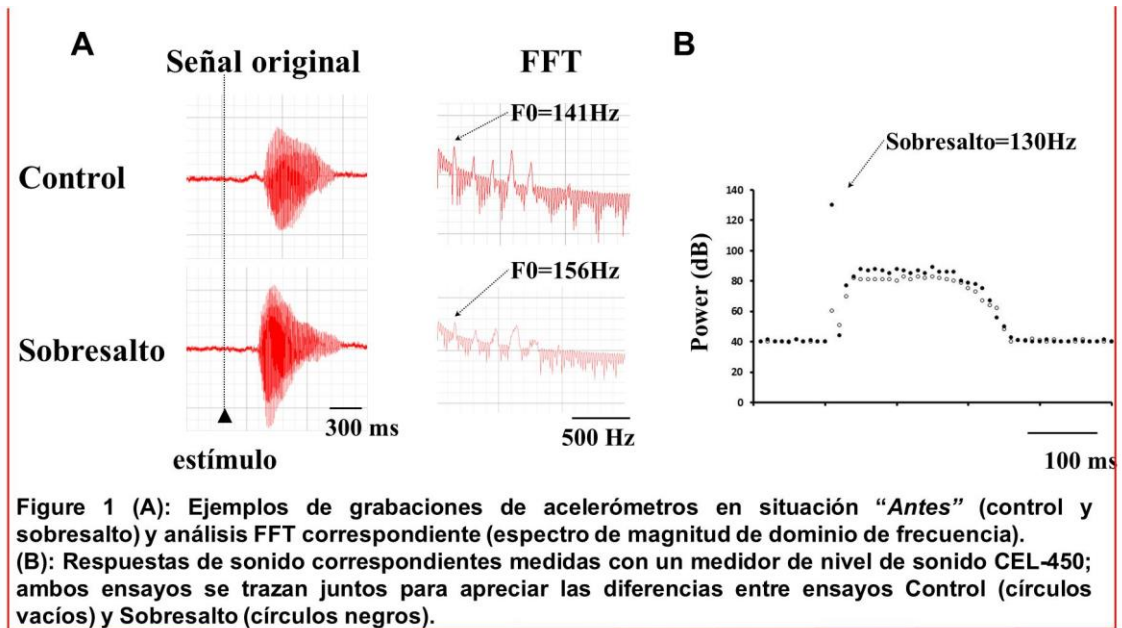 A
B
Señal original
FFT
F0=141Hz
Control
Sobresalto=130Hz
140
120
100
80
60
40
20
0
Power (dB)
F0=156Hz
Sobresalto
300 ms
500 Hz
100 ms
estímulo
Figure 1 (A): Ejemplos de grabaciones de acelerómetros en situación “Antes” (control y
sobresalto) y análisis FFT correspondiente (espectro de magnitud de dominio de frecuencia).
(B): Respuestas de sonido correspondientes medidas con un medidor de nivel de sonido CEL-450;
ambos ensayos se trazan juntos para apreciar las diferencias entre ensayos Control (círculos
vacíos) y Sobresalto (círculos negros).